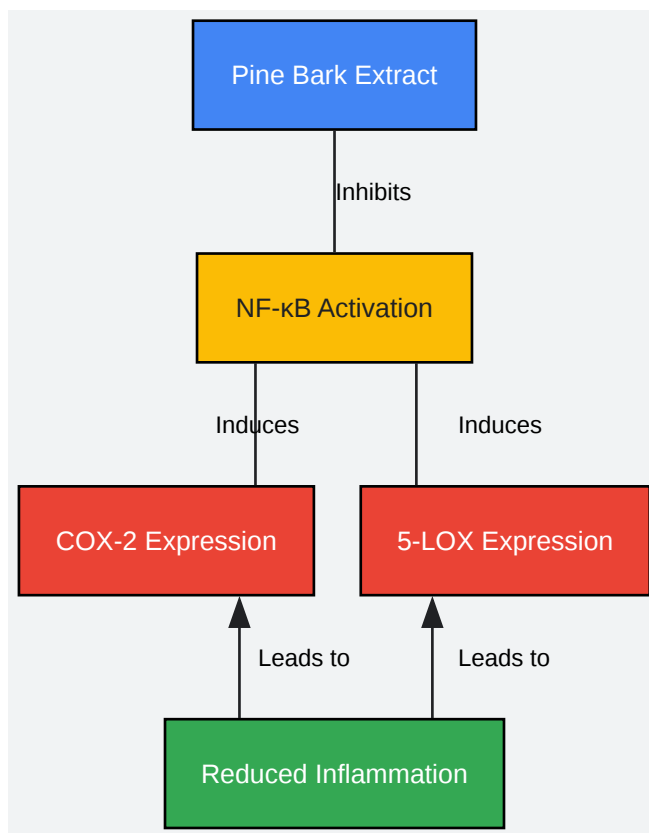 Pine Bark Extract
Inhibits
NF-κB Activation
Induces
Induces
COX-2 Expression
5-LOX Expression
Leads to
Leads to
Reduced Inflammation